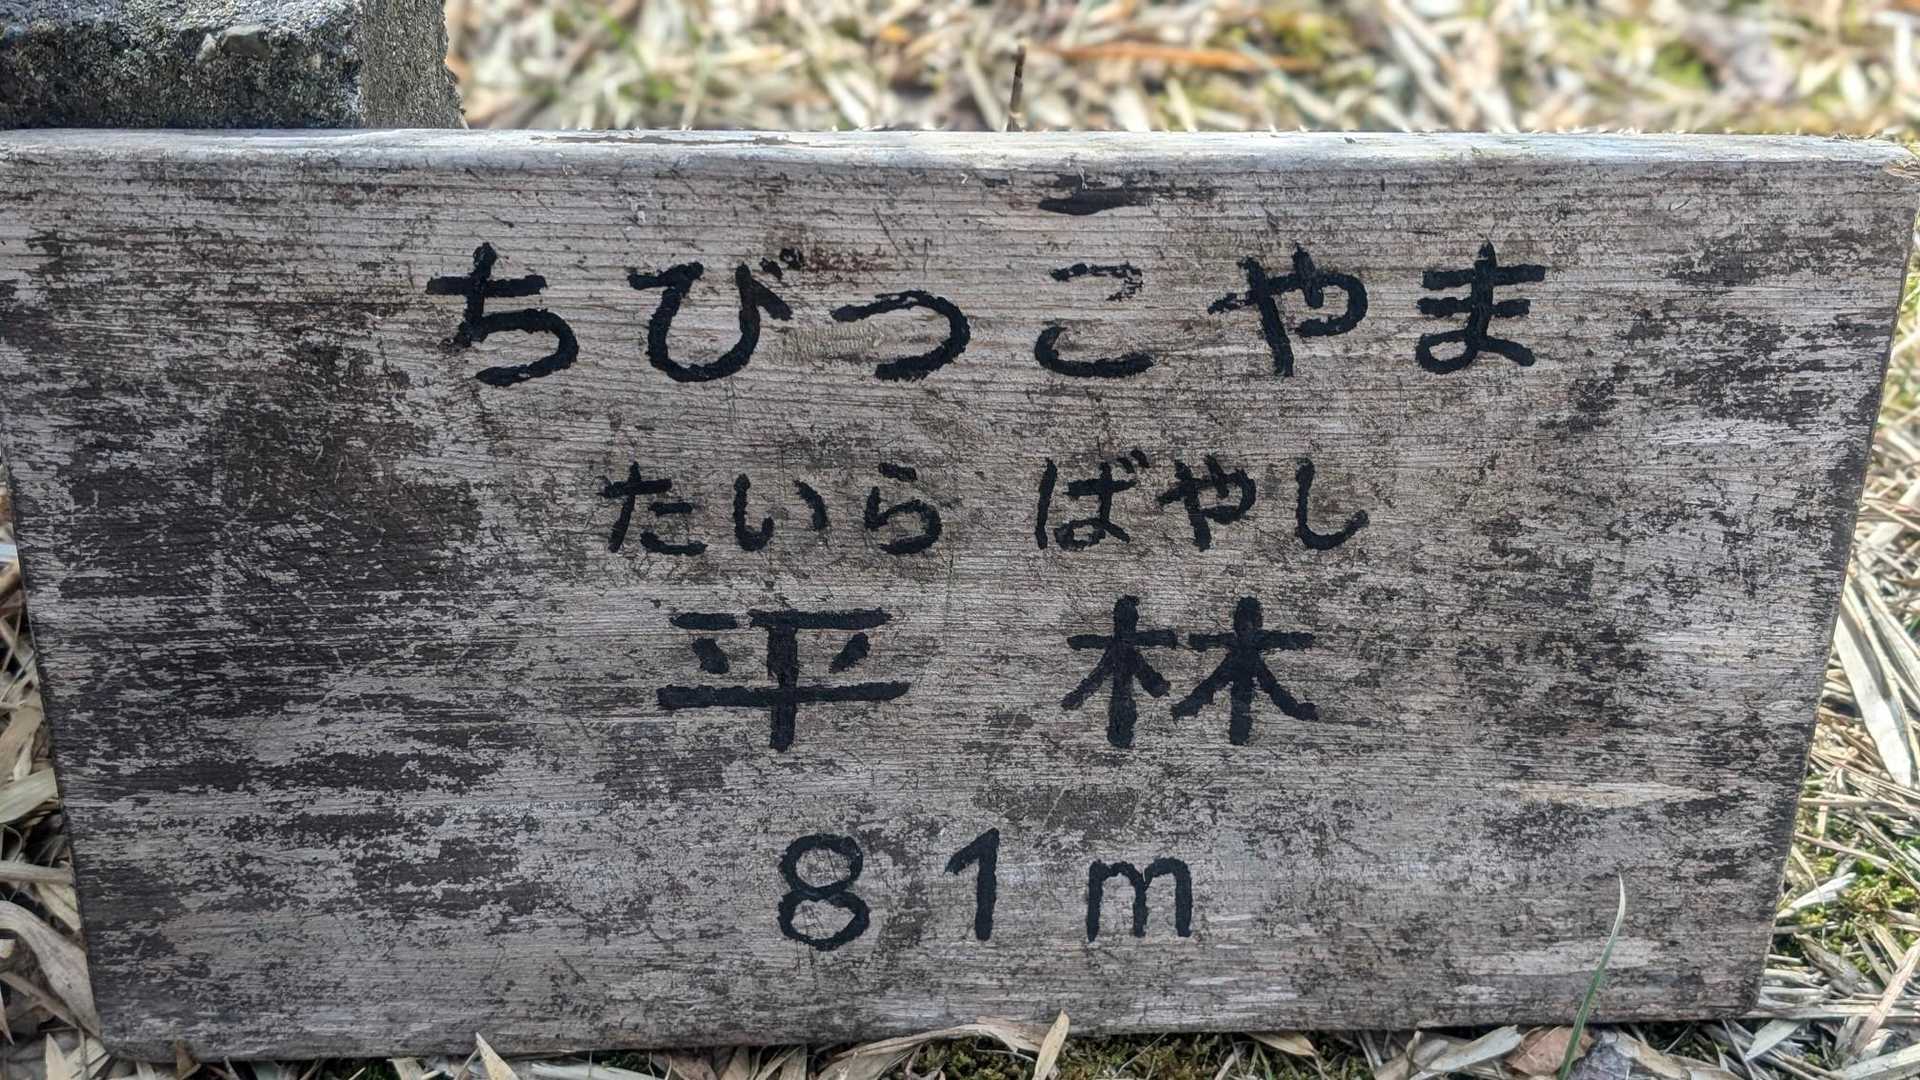 ちびっこやま
たいら ばやし
平 林
81m